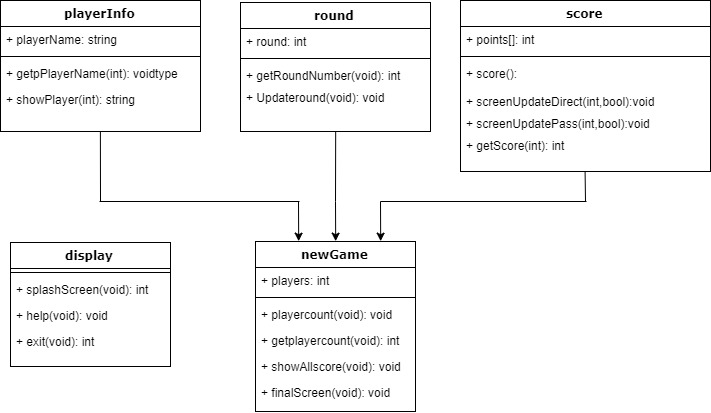 playerInfo
+ playerName: string
+ getpPlayerName(int): voidtype
+ showPlayer(int): string
round
+ round: int
+ getRoundNumber(void): int
+ Updateround(void): void
score
+ points[]: int
+ score():
+ screenUpdateDirect(int,bool):void
+ screenUpdatePass(int,bool):void
+ getScore(int): int
display
+ splashScreen(void): int
+ help(void): void
+ exit(void): int
newGame
+ players: int
+ playercount(void): void
+ getplayercount(void): int
+ showAllscore(void): void
+ finalScreen(void): void